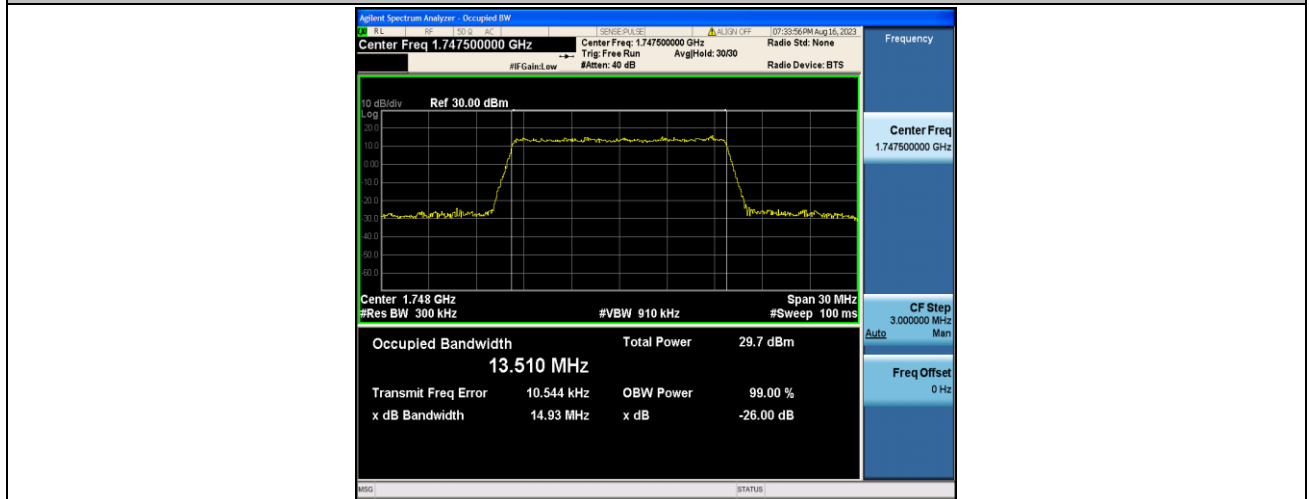 Agilent Spectrum Analyzer - Occupied BW
RL RF 50 Ω AC SENSE:PULSE ALIGN OFF 07:33:56PM Aug 16, 2023
Center Freq 1.747500000 GHz Center Freq: 1.747500000 GHz Radio Std: None Frequency
Trig: Free Run Avg|Hold: 30/30
#IFGain:Low #Atten: 40 dB Radio Device: BTS
10 dB/div Ref 30.00 dBm
Log
20.0
10.0
0.00
-10.0
-20.0
-30.0
-40.0
-50.0
-60.0
Center Freq
1.747500000 GHz
Center 1.748 GHz Span 30 MHz
#Res BW 300 kHz #VBW 910 kHz #Sweep 100 ms
CF Step
3.000000 MHz
Auto Man
Occupied Bandwidth Total Power 29.7 dBm
13.510 MHz
Transmit Freq Error 10.544 kHz OBW Power 99.00 %
x dB Bandwidth 14.93 MHz x dB -26.00 dB
Freq Offset
0 Hz
MSG STATUS